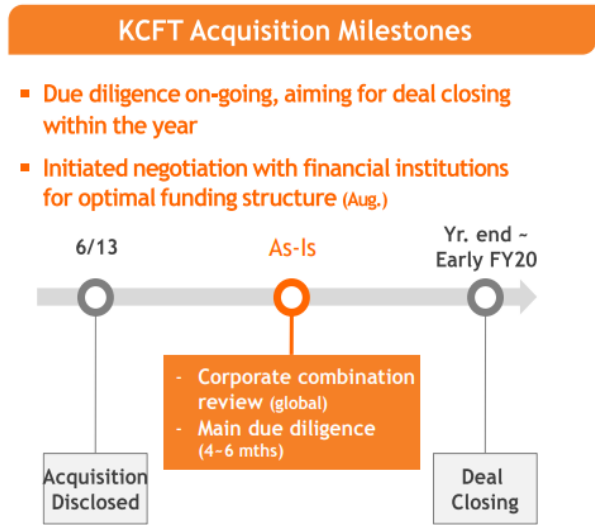 KCFT Acquisition Milestones
▪ Due diligence on-going, aiming for deal closing
within the year
▪ Initiated negotiation with financial institutions
for optimal funding structure (Aug.)
6/13
As-Is
Yr. end ~
Early FY20
- Corporate combination
review (global)
- Main due diligence
(4~6 mths)
Acquisition
Disclosed
Deal
Closing